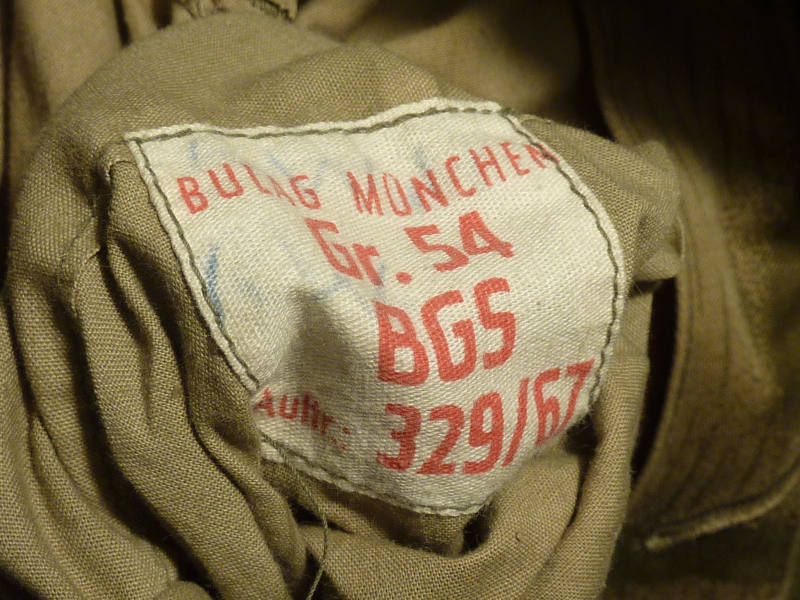 BULAG MÜNCHEN
Gr. 54
BGS
Auftr.: 329/67